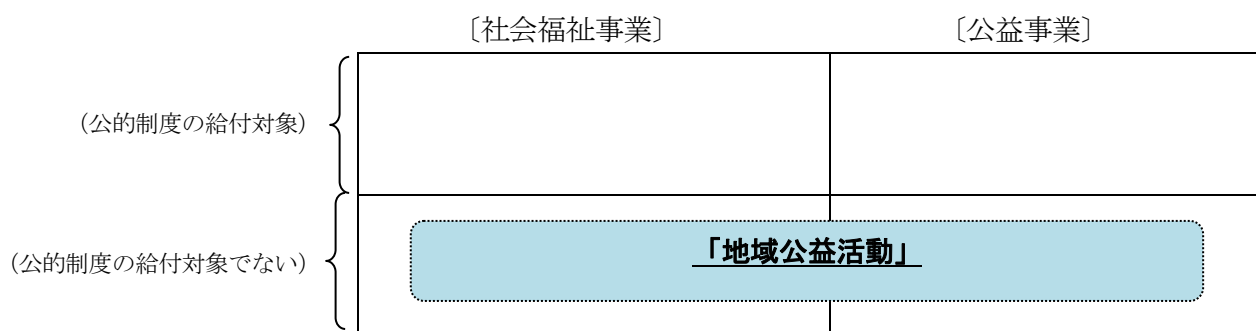 〔社会福祉事業〕 〔公益事業〕
（公的制度の給付対象）
（公的制度の給付対象でない）
「地域公益活動」